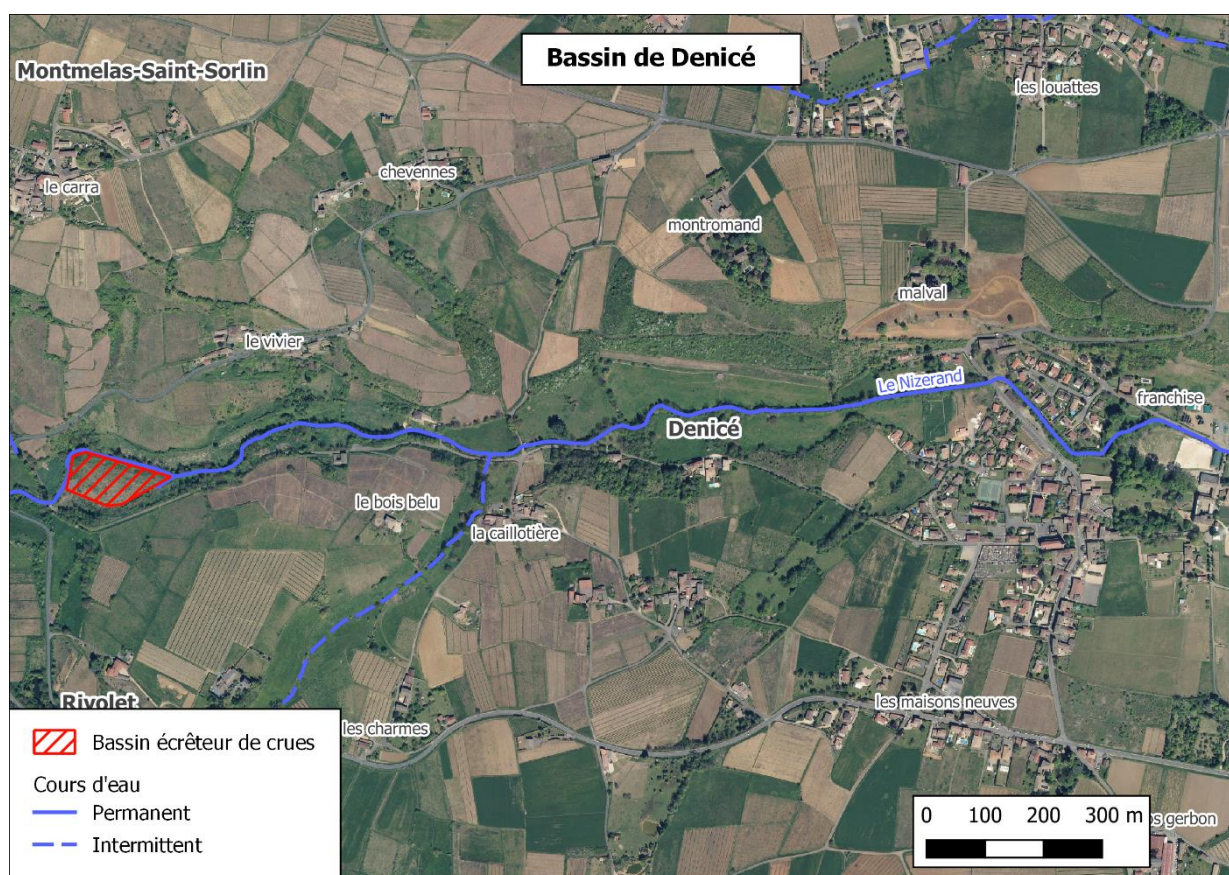 Bassin de Denicé
Montmelas-Saint-Sorlin
les louattes
chevennes
le carra
montromand
malval
le vivier
Le Nizerand
franchise
Denicé
le bois belu
la caillotière
Rivolet
les maisons neuves
les charmes
Bassin écrêteur de crues
Cours d'eau
Permanent
Intermittent
0 100 200 300 m
os gerbon